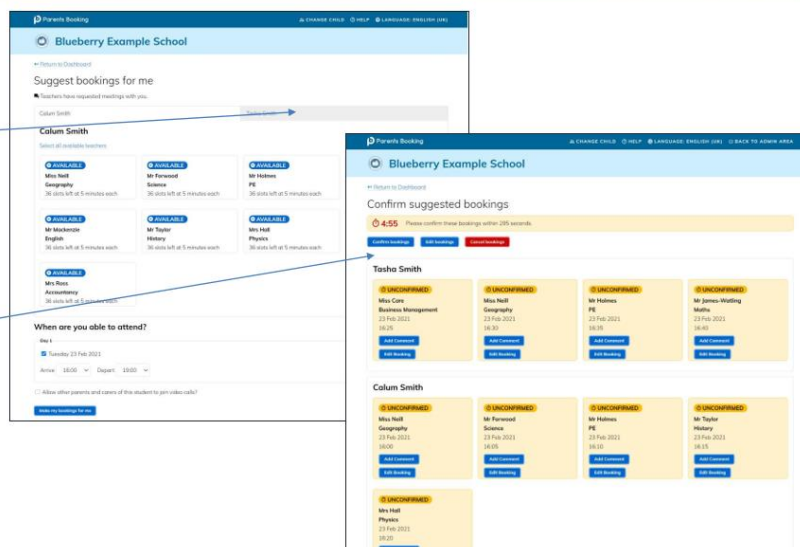 Parents Booking
CHANGE CHILD HELP LANGUAGE: ENGLISH (UK)
Blueberry Example School
Return to Dashboard
Suggest bookings for me
Teachers have requested meetings with you.
Calum Smith Tasha Smith
Calum Smith
Select all available teachers
AVAILABLE
Miss Neill
Geography
36 slots left at 5 minutes each
AVAILABLE
Mr Forwood
Science
36 slots left at 5 minutes each
AVAILABLE
Mr Holmes
PE
36 slots left at 5 minutes each
AVAILABLE
Mr Mackenzie
English
36 slots left at 5 minutes each
AVAILABLE
Mr Taylor
History
36 slots left at 5 minutes each
AVAILABLE
Mrs Hall
Physics
36 slots left at 5 minutes each
AVAILABLE
Mrs Ross
Accountancy
36 slots left at 5 minutes each
When are you able to attend?
Day 1
Tuesday 23 Feb 2021
Arrive 16:00 Depart 19:00
Allow other parents and carers of this student to join video calls?
Make my bookings for me
Parents Booking
CHANGE CHILD HELP LANGUAGE: ENGLISH (UK) BACK TO ADMIN AREA
Blueberry Example School
Return to Dashboard
Confirm suggested bookings
4:55 Please confirm these bookings within 295 seconds.
Confirm bookings Edit bookings Cancel bookings
Tasha Smith
UNCONFIRMED
Miss Care
Business Management
23 Feb 2021
16:25
Add Comment
Edit Booking
UNCONFIRMED
Miss Neill
Geography
23 Feb 2021
16:30
Add Comment
Edit Booking
UNCONFIRMED
Mr Holmes
PE
23 Feb 2021
16:35
Add Comment
Edit Booking
UNCONFIRMED
Mr James-Watling
Maths
23 Feb 2021
16:40
Add Comment
Edit Booking
Calum Smith
UNCONFIRMED
Miss Neill
Geography
23 Feb 2021
16:00
Add Comment
Edit Booking
UNCONFIRMED
Mr Forwood
Science
23 Feb 2021
16:05
Add Comment
Edit Booking
UNCONFIRMED
Mr Holmes
PE
23 Feb 2021
16:10
Add Comment
Edit Booking
UNCONFIRMED
Mr Taylor
History
23 Feb 2021
16:15
Add Comment
Edit Booking
UNCONFIRMED
Mrs Hall
Physics
23 Feb 2021
16:20